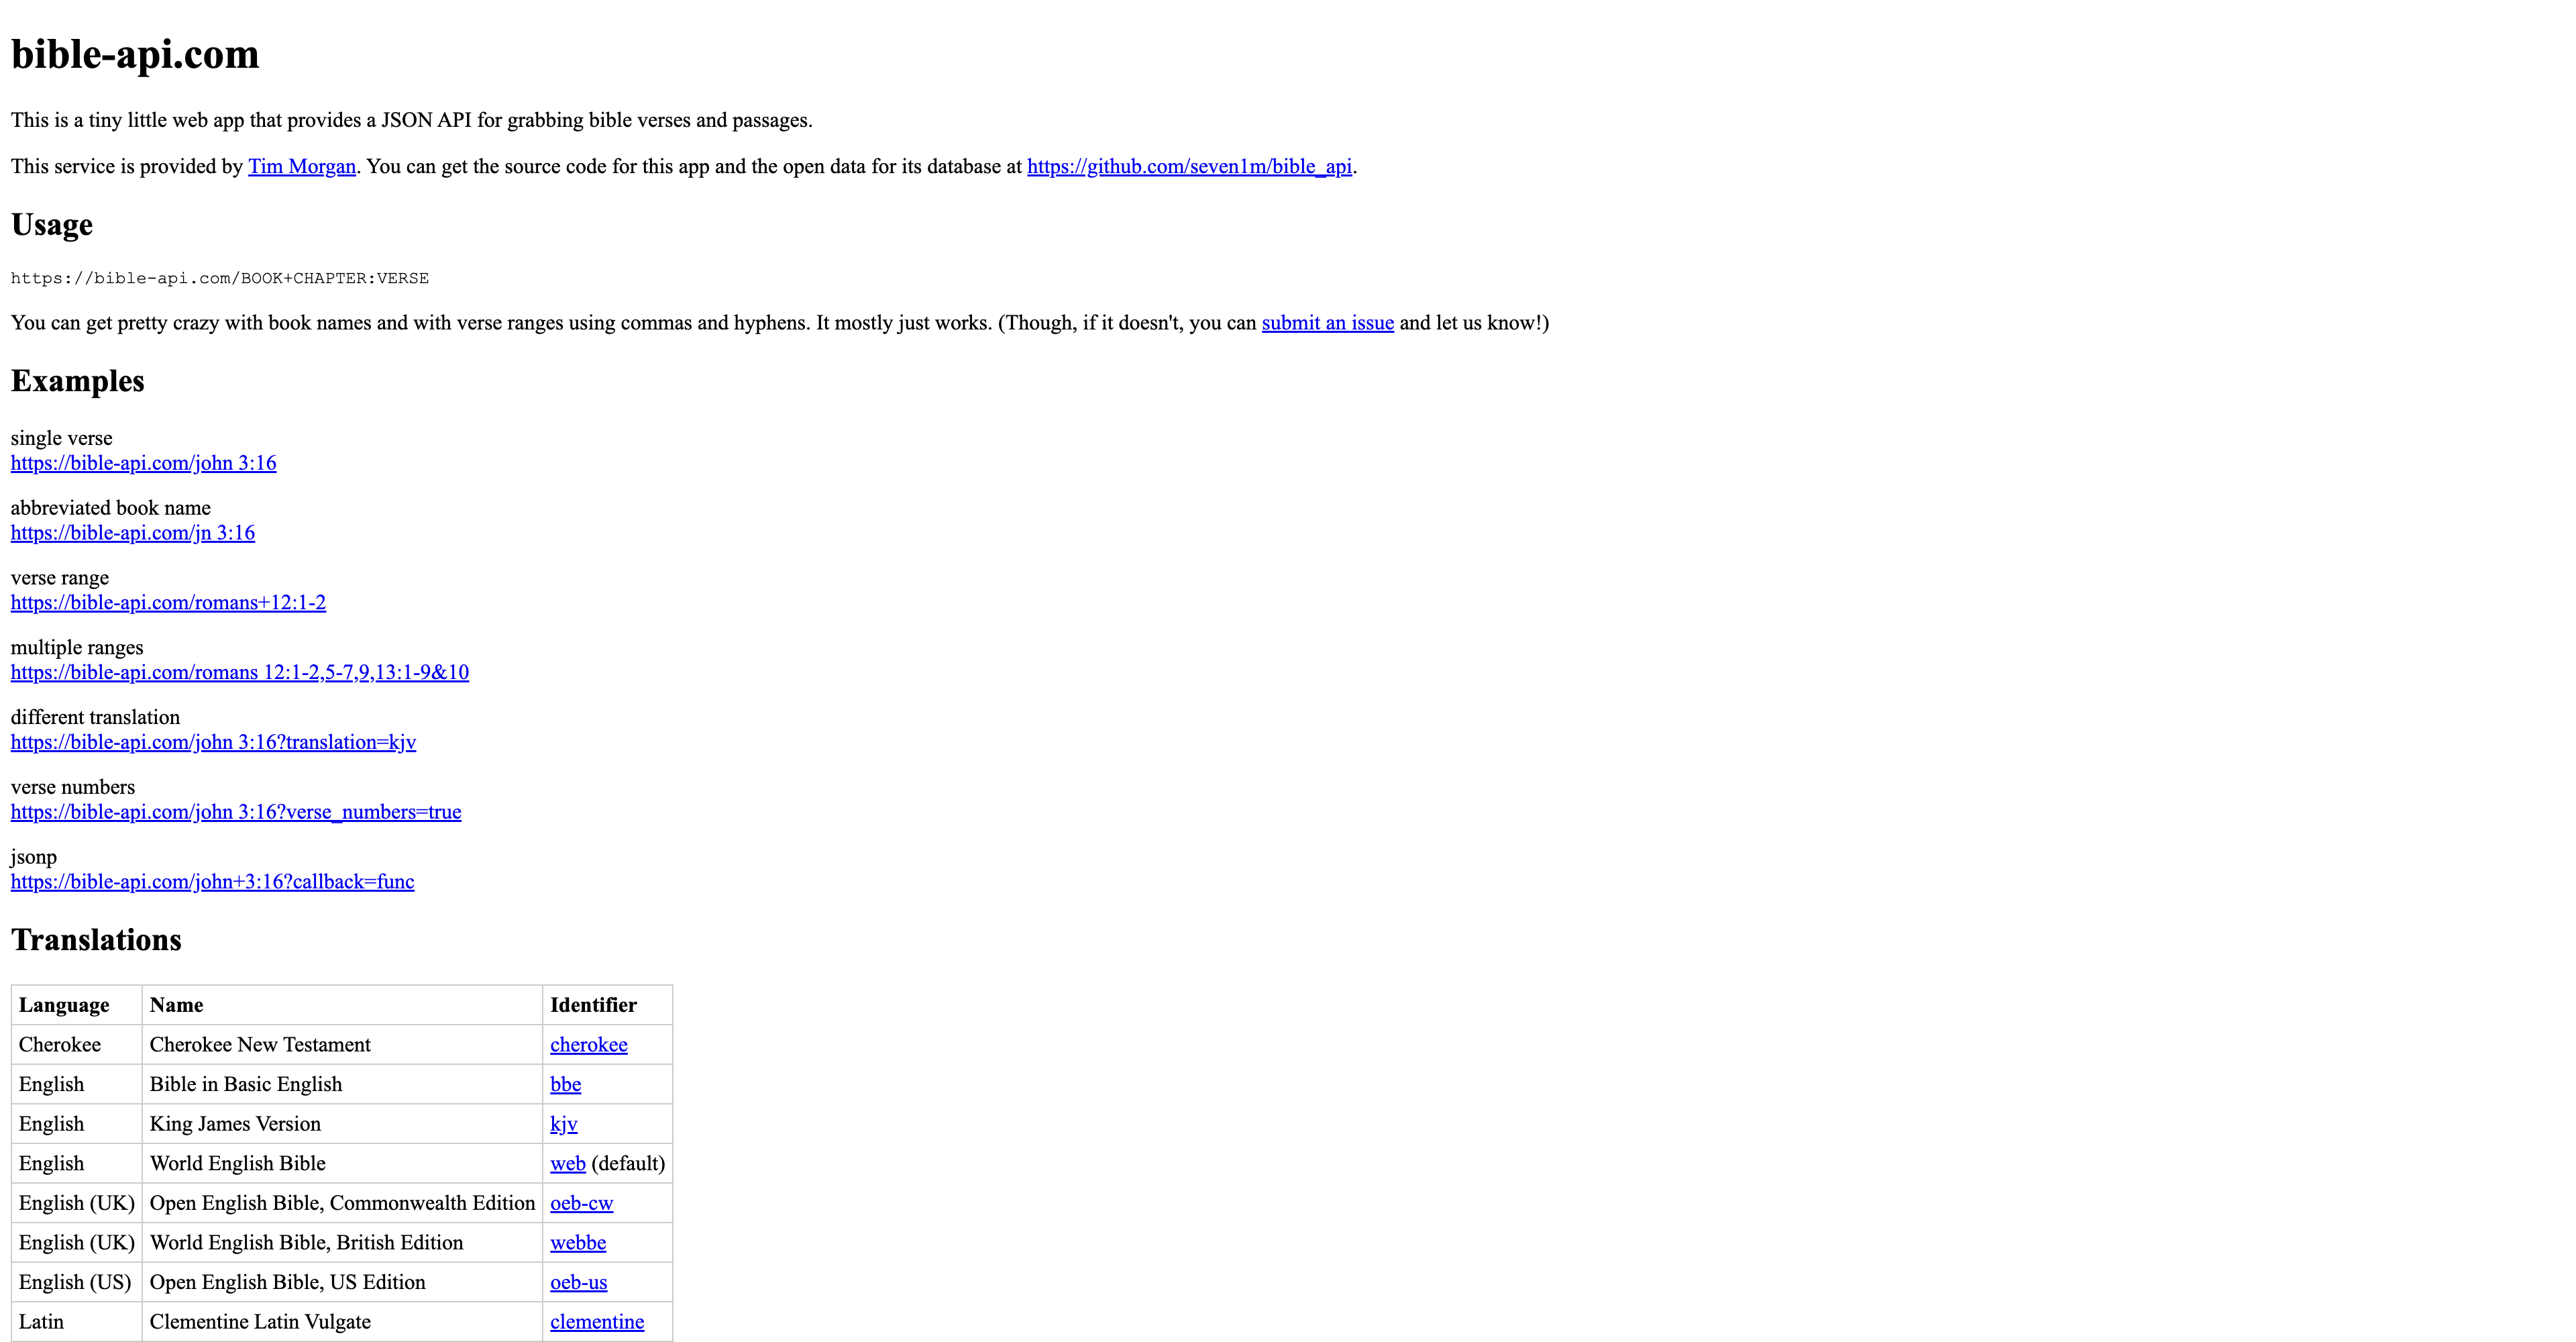 bible-api.com
This is a tiny little web app that provides a JSON API for grabbing bible verses and passages.
This service is provided by Tim Morgan. You can get the source code for this app and the open data for its database at https://github.com/seven1m/bible_api.
Usage
https://bible-api.com/BOOK+CHAPTER:VERSE
You can get pretty crazy with book names and with verse ranges using commas and hyphens. It mostly just works. (Though, if it doesn't, you can submit an issue and let us know!)
Examples
single verse
https://bible-api.com/john 3:16
abbreviated book name
https://bible-api.com/jn 3:16
verse range
https://bible-api.com/romans+12:1-2
multiple ranges
https://bible-api.com/romans 12:1-2,5-7,9,13:1-9&10
different translation
https://bible-api.com/john 3:16?translation=kjv
verse numbers
https://bible-api.com/john 3:16?verse_numbers=true
jsonp
https://bible-api.com/john+3:16?callback=func
Translations
Language Name Identifier
Cherokee Cherokee New Testament cherokee
English Bible in Basic English bbe
English King James Version kjv
English World English Bible web (default)
English (UK) Open English Bible, Commonwealth Edition oeb-cw
English (UK) World English Bible, British Edition webbe
English (US) Open English Bible, US Edition oeb-us
Latin Clementine Latin Vulgate clementine